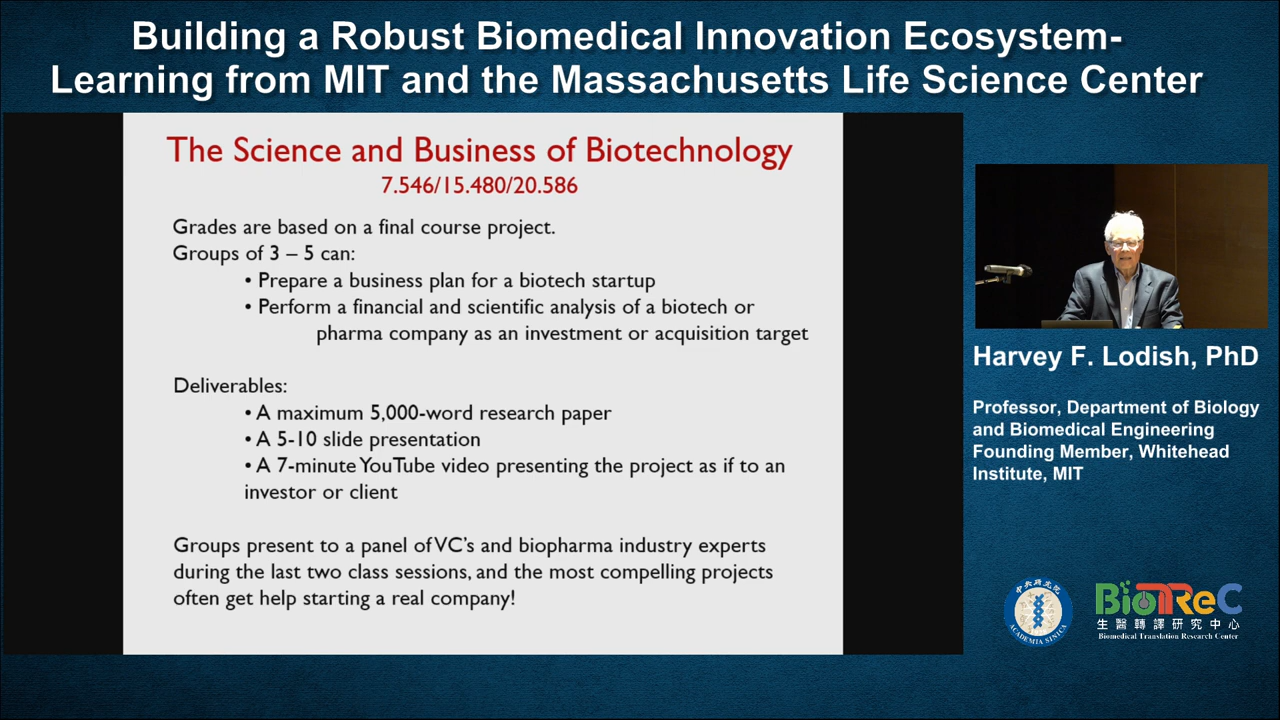 Building a Robust Biomedical Innovation Ecosystem-
Learning from MIT and the Massachusetts Life Science Center
The Science and Business of Biotechnology
7.546/15.480/20.586
Grades are based on a final course project.
Groups of 3 – 5 can:
• Prepare a business plan for a biotech startup
• Perform a financial and scientific analysis of a biotech or
pharma company as an investment or acquisition target
Deliverables:
• A maximum 5,000-word research paper
• A 5-10 slide presentation
• A 7-minute YouTube video presenting the project as if to an
investor or client
Groups present to a panel of VC's and biopharma industry experts
during the last two class sessions, and the most compelling projects
often get help starting a real company!
Harvey F. Lodish, PhD
Professor, Department of Biology
and Biomedical Engineering
Founding Member, Whitehead
Institute, MIT
中央研究院
ACADEMIA SINICA
BioTReC
生醫轉譯研究中心
Biomedical Translation Research Center